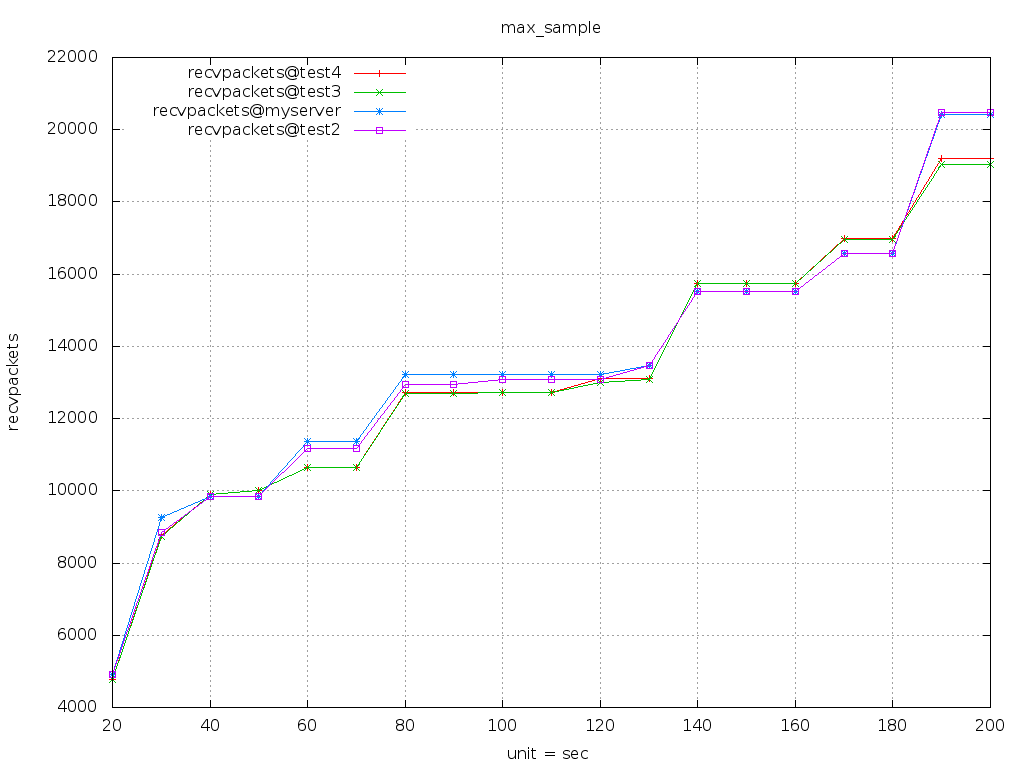 max_sample
22000
20000
18000
16000
14000
12000
10000
8000
6000
4000
recvpackets@test4
recvpackets@test3
recvpackets@myserver
recvpackets@test2
recvpackets
20 40 60 80 100 120 140 160 180 200
unit = sec